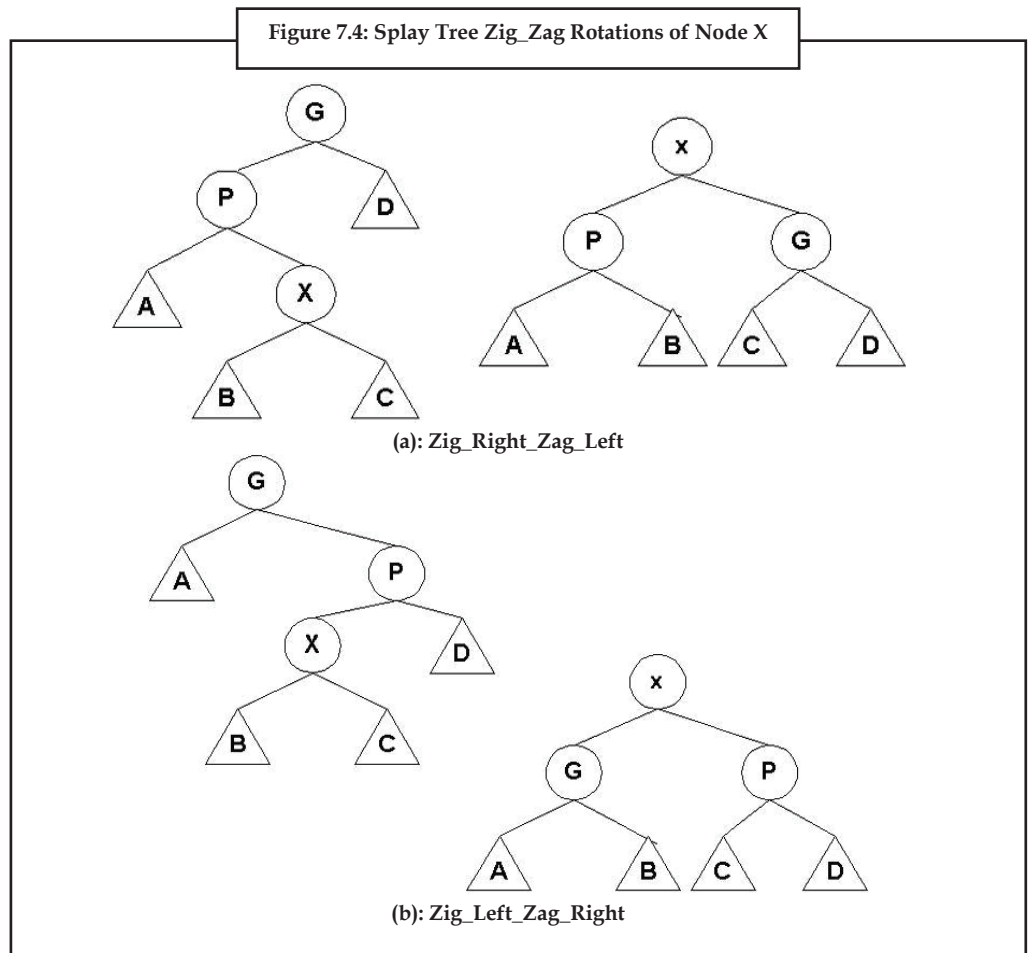 Figure 7.4: Splay Tree Zig_Zag Rotations of Node X
G
P
D
A
X
B
C
x
P
G
A
B
C
D
(a): Zig_Right_Zag_Left
G
A
P
X
D
B
C
x
G
P
A
B
C
D
(b): Zig_Left_Zag_Right